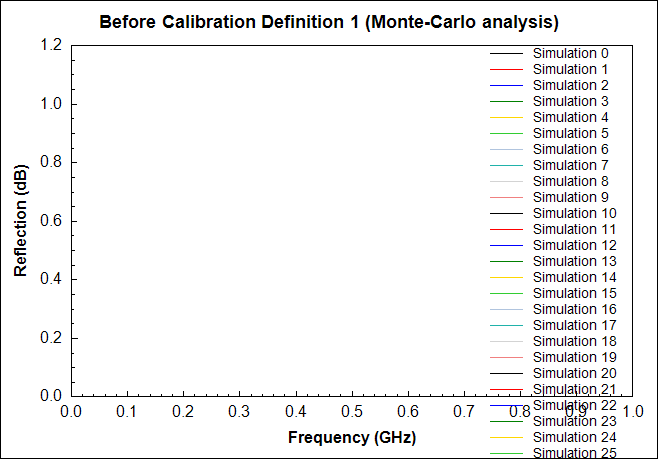 Before Calibration Definition 1 (Monte-Carlo analysis)
1.2
1.0
0.8
0.6
0.4
0.2
0.0
Reflection (dB)
Simulation 0
Simulation 1
Simulation 2
Simulation 3
Simulation 4
Simulation 5
Simulation 6
Simulation 7
Simulation 8
Simulation 9
Simulation 10
Simulation 11
Simulation 12
Simulation 13
Simulation 14
Simulation 15
Simulation 16
Simulation 17
Simulation 18
Simulation 19
Simulation 20
Simulation 21
Simulation 22
Simulation 23
Simulation 24
Simulation 25
0.0 0.1 0.2 0.3 0.4 0.5 0.6 0.7 0.8 0.9 1.0
Frequency (GHz)